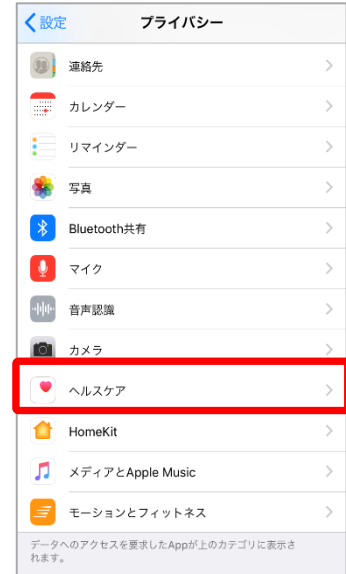 設定 プライバシー
連絡先
カレンダー
リマインダー
写真
Bluetooth共有
マイク
音声認識
カメラ
ヘルスケア
HomeKit
メディアとApple Music
モーションとフィットネス
データへのアクセスを要求したAppが上のカテゴリに表示さ
れます。